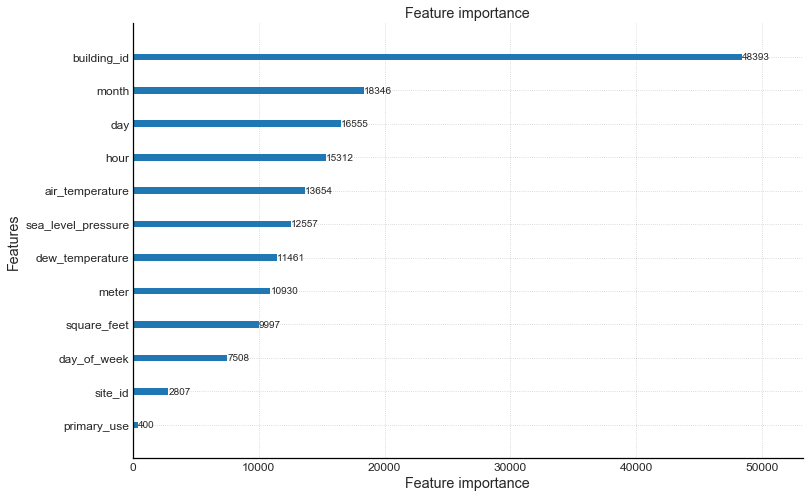 Feature importance
Features
building_id 48393
month 18346
day 16555
hour 15312
air_temperature 13654
sea_level_pressure 12557
dew_temperature 11461
meter 10930
square_feet 9997
day_of_week 7508
site_id 2807
primary_use 400
0 10000 20000 30000 40000 50000
Feature importance